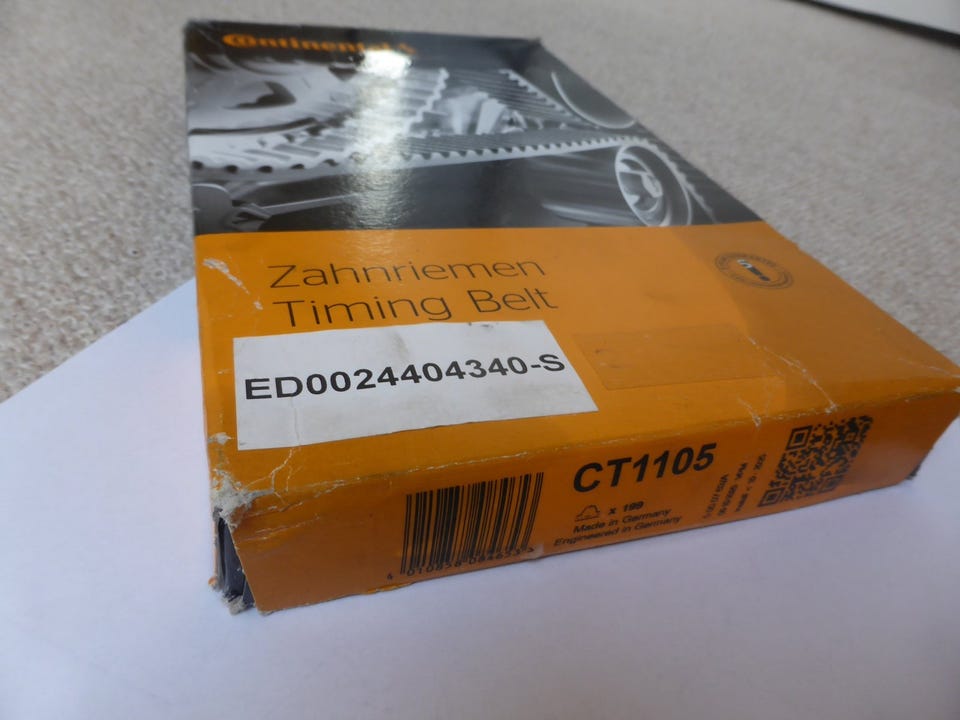 Continental
Zahnriemen
Timing Belt
ED0024404340-S
CT1105
x 199
Made in Germany
Engineered in Germany